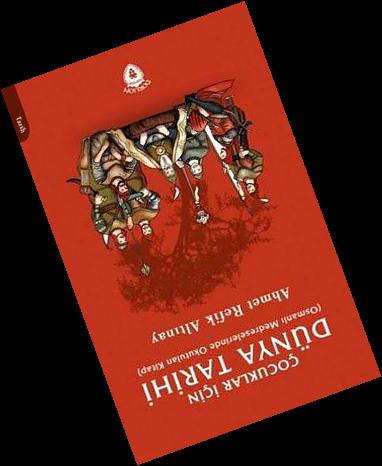 ÇOCUKLAR İÇİN
DÜNYA TARİHİ
(Osmanlı Medreselerinde Okutulan Kitap)
Ahmet Refik Altınay
Tarih